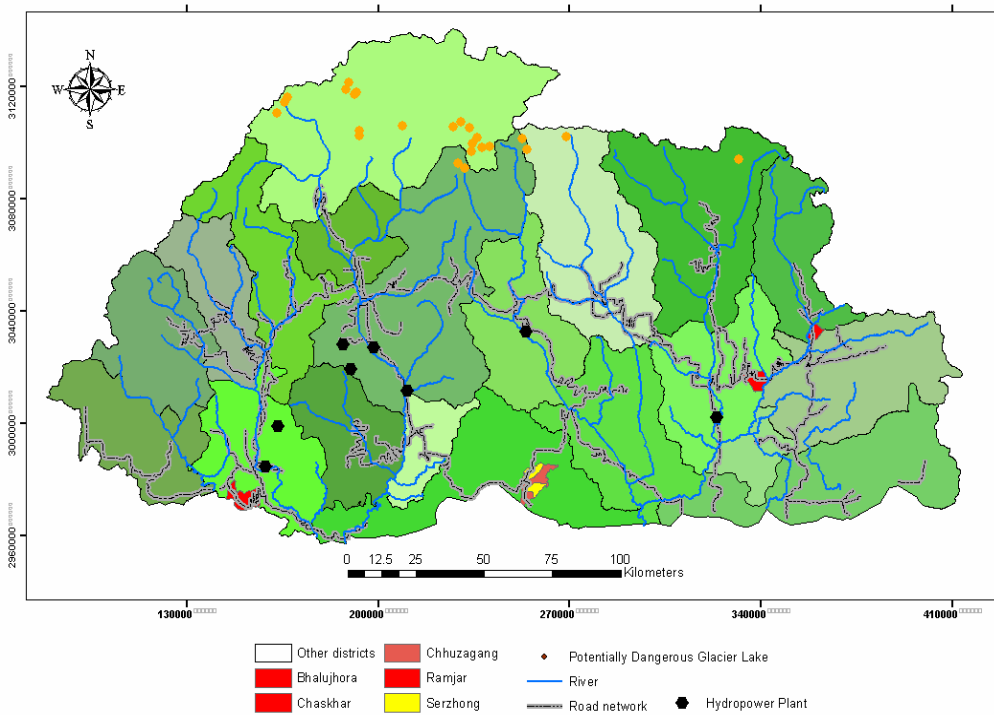 N
W E
S
3120000
3080000
3040000
3000000
2960000
0 12.5 25 50 75 100
Kilometers
130000 200000 270000 340000 410000
Other districts
Bhalujhora
Chaskhar
Chhuzagang
Ramjar
Serzhong
Potentially Dangerous Glacier Lake
River
Road network
Hydropower Plant